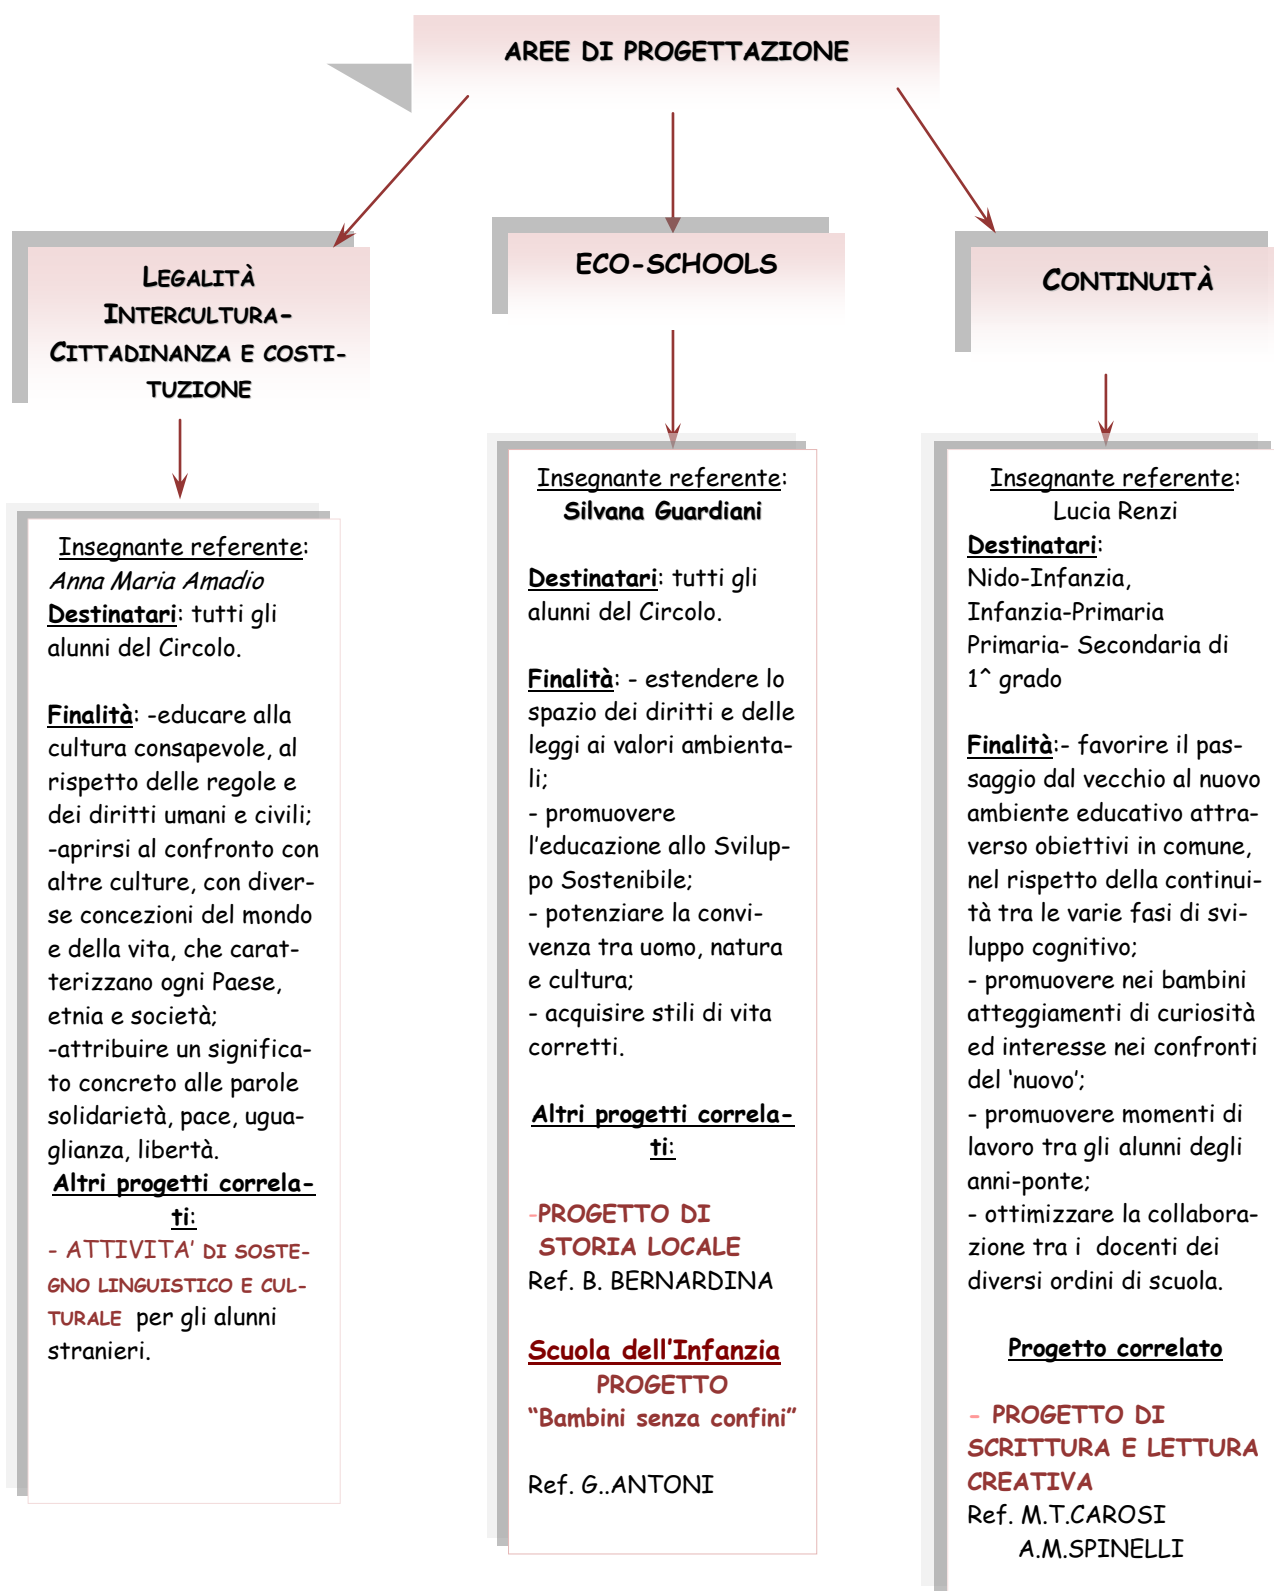 AREE DI PROGETTAZIONE
LEGALITÀ
INTERCULTURA-
CITTADINANZA E COSTI-
TUZIONE
Insegnante referente:
Anna Maria Amadio
Destinatari: tutti gli
alunni del Circolo.
Finalità: -educare alla
cultura consapevole, al
rispetto delle regole e
dei diritti umani e civili;
-aprirsi al confronto con
altre culture, con diver-
se concezioni del mondo
e della vita, che carat-
terizzano ogni Paese,
etnia e società;
-attribuire un significa-
to concreto alle parole
solidarietà, pace, ugua-
glianza, libertà.
Altri progetti correla-
ti:
- ATTIVITA' DI SOSTE-
GNO LINGUISTICO E CUL-
TURALE per gli alunni
stranieri.
ECO-SCHOOLS
Insegnante referente:
Silvana Guardiani
Destinatari: tutti gli
alunni del Circolo.
Finalità: - estendere lo
spazio dei diritti e delle
leggi ai valori ambienta-
li;
- promuovere
l'educazione allo Svilup-
po Sostenibile;
- potenziare la convi-
venza tra uomo, natura
e cultura;
- acquisire stili di vita
corretti.
Altri progetti correla-
ti:
-PROGETTO DI
STORIA LOCALE
Ref. B. BERNARDINA
Scuola dell'Infanzia
PROGETTO
“Bambini senza confini”
Ref. G..ANTONI
CONTINUITÀ
Insegnante referente:
Lucia Renzi
Destinatari:
Nido-Infanzia,
Infanzia-Primaria
Primaria- Secondaria di
1^ grado
Finalità:- favorire il pas-
saggio dal vecchio al nuovo
ambiente educativo attra-
verso obiettivi in comune,
nel rispetto della continui-
tà tra le varie fasi di svi-
luppo cognitivo;
- promuovere nei bambini
atteggiamenti di curiosità
ed interesse nei confronti
del ‘nuovo’;
- promuovere momenti di
lavoro tra gli alunni degli
anni-ponte;
- ottimizzare la collabora-
zione tra i docenti dei
diversi ordini di scuola.
Progetto correlato
- PROGETTO DI
SCRITTURA E LETTURA
CREATIVA
Ref. M.T.CAROSI
A.M.SPINELLI